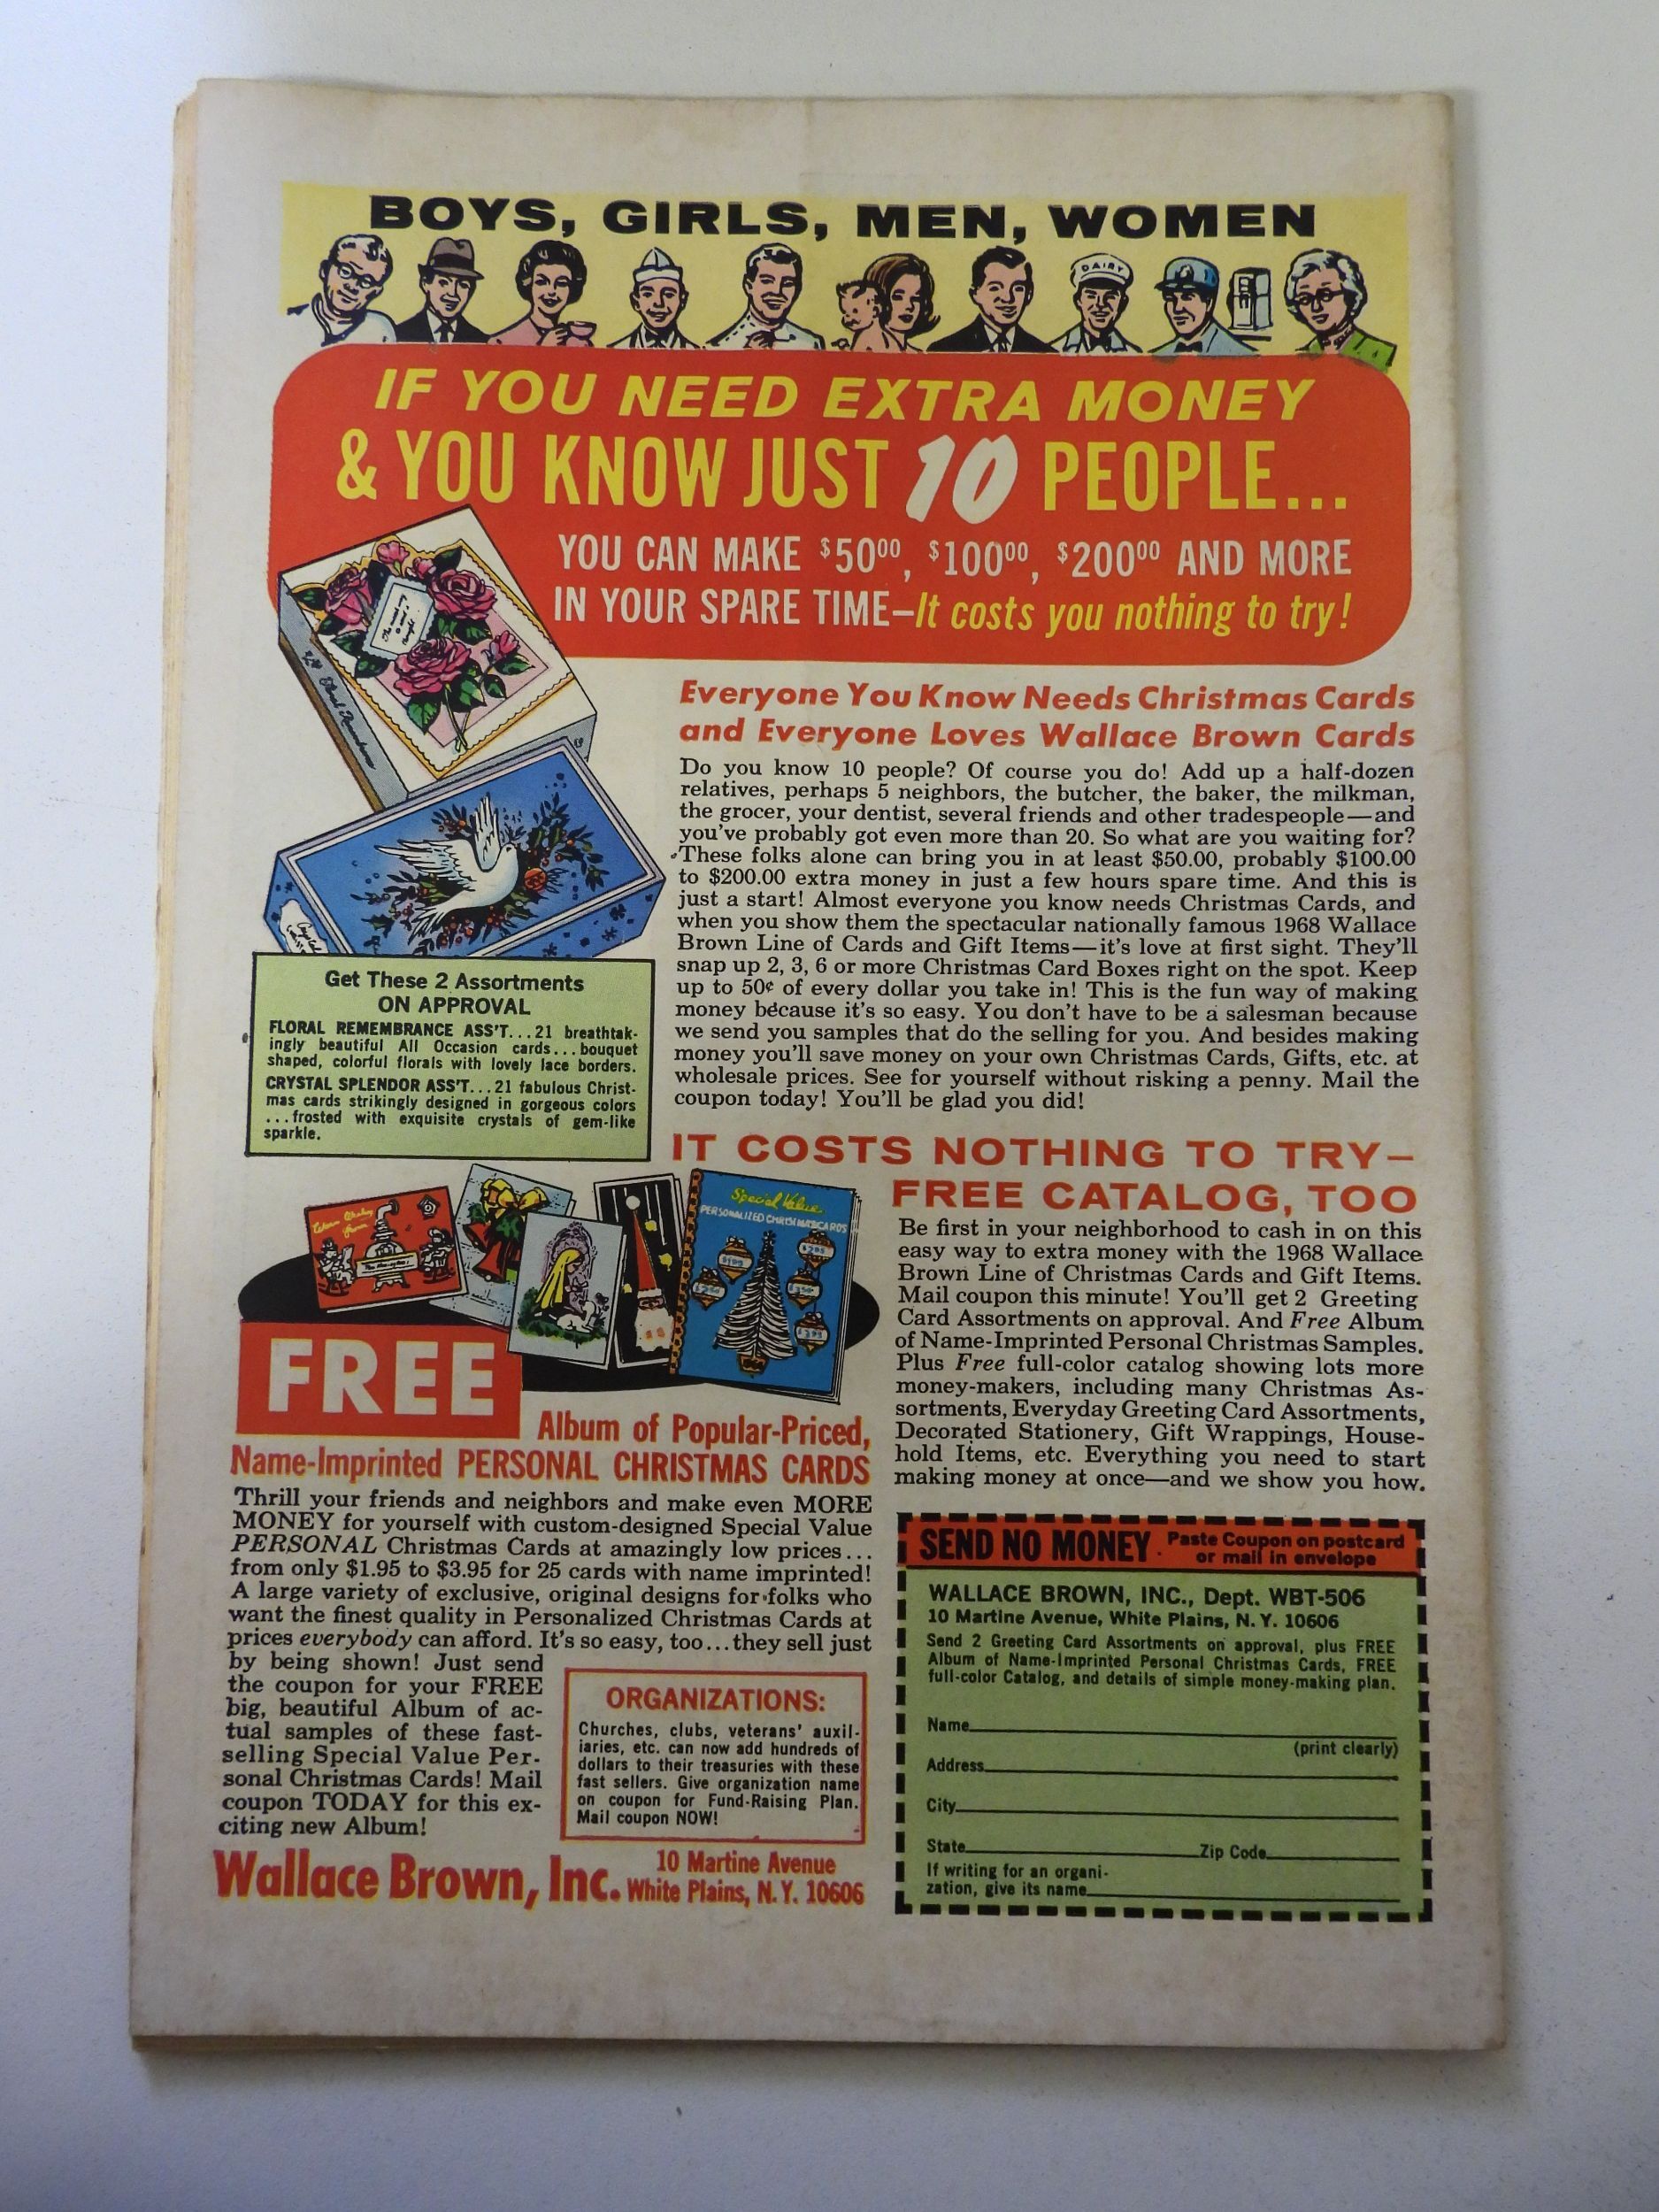 BOYS, GIRLS, MEN, WOMEN
DAIRY
IF YOU NEED EXTRA MONEY
& YOU KNOW JUST 10 PEOPLE...
YOU CAN MAKE $5000, $10000, $20000 AND MORE
IN YOUR SPARE TIME—It costs you nothing to try!
Everyone You Know Needs Christmas Cards
and Everyone Loves Wallace Brown Cards
Do you know 10 people? Of course you do! Add up a half-dozen
relatives, perhaps 5 neighbors, the butcher, the baker, the milkman,
the grocer, your dentist, several friends and other tradespeople—and
you've probably got even more than 20. So what are you waiting for?
These folks alone can bring you in at least $50.00, probably $100.00
to $200.00 extra money in just a few hours spare time. And this is
just a start! Almost everyone you know needs Christmas Cards, and
when you show them the spectacular nationally famous 1968 Wallace
Brown Line of Cards and Gift Items—it's love at first sight. They'll
snap up 2, 3, 6 or more Christmas Card Boxes right on the spot. Keep
up to 50¢ of every dollar you take in! This is the fun way of making
money because it's so easy. You don't have to be a salesman because
we send you samples that do the selling for you. And besides making
money you'll save money on your own Christmas Cards, Gifts, etc. at
wholesale prices. See for yourself without risking a penny. Mail the
coupon today! You'll be glad you did!
Get These 2 Assortments
ON APPROVAL
FLORAL REMEMBRANCE ASS'T...21 breathtak-
ingly beautiful All Occasion cards...bouquet
shaped, colorful florals with lovely lace borders.
CRYSTAL SPLENDOR ASS'T...21 fabulous Christ-
mas cards strikingly designed in gorgeous colors
...frosted with exquisite crystals of gem-like
sparkle.
IT COSTS NOTHING TO TRY—
FREE CATALOG, TOO
Be first in your neighborhood to cash in on this
easy way to extra money with the 1968 Wallace
Brown Line of Christmas Cards and Gift Items.
Mail coupon this minute! You'll get 2 Greeting
Card Assortments on approval. And Free Album
of Name-Imprinted Personal Christmas Samples.
Plus Free full-color catalog showing lots more
money-makers, including many Christmas As-
sortments, Everyday Greeting Card Assortments,
Decorated Stationery, Gift Wrappings, House-
hold Items, etc. Everything you need to start
making money at once—and we show you how.
Special Value
PERSONALIZED CHRISTMAS CARDS
FREE
Album of Popular-Priced,
Name-Imprinted PERSONAL CHRISTMAS CARDS
Thrill your friends and neighbors and make even MORE
MONEY for yourself with custom-designed Special Value
PERSONAL Christmas Cards at amazingly low prices...
from only $1.95 to $3.95 for 25 cards with name imprinted!
A large variety of exclusive, original designs for folks who
want the finest quality in Personalized Christmas Cards at
prices everybody can afford. It's so easy, too...they sell just
by being shown! Just send
the coupon for your FREE
big, beautiful Album of ac-
tual samples of these fast-
selling Special Value Per-
sonal Christmas Cards! Mail
coupon TODAY for this ex-
citing new Album!
ORGANIZATIONS:
Churches, clubs, veterans' auxil-
iaries, etc. can now add hundreds of
dollars to their treasuries with these
fast sellers. Give organization name
on coupon for Fund-Raising Plan.
Mail coupon NOW!
Wallace Brown, Inc. 10 Martine Avenue
White Plains, N.Y. 10606
SEND NO MONEY Paste Coupon on postcard
or mail in envelope
WALLACE BROWN, INC., Dept. WBT-506
10 Martine Avenue, White Plains, N.Y. 10606
Send 2 Greeting Card Assortments on approval, plus FREE
Album of Name-Imprinted Personal Christmas Cards, FREE
full-color Catalog, and details of simple money-making plan.
Name
(print clearly)
Address
City
State Zip Code
If writing for an organi-
zation, give its name